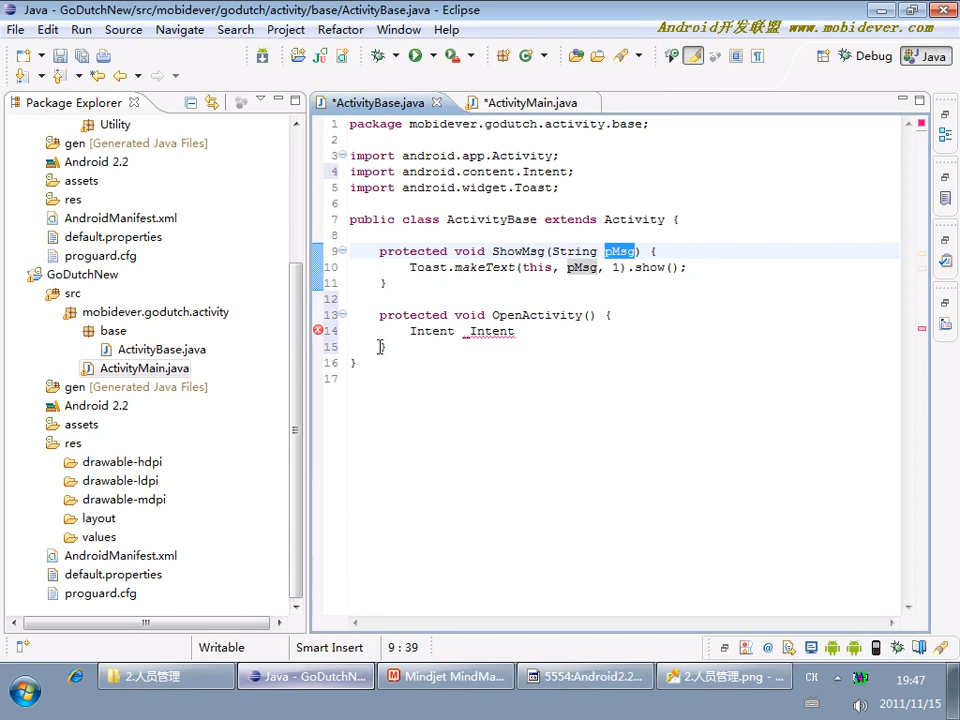 Java - GoDutchNew/src/mobidever/godutch/activity/base/ActivityBase.java - Eclipse
File Edit Run Source Navigate Search Project Refactor Window Help
Android开发联盟 www.mobidever.com
Debug Java
Package Explorer
*ActivityBase.java *ActivityMain.java
Utility
gen [Generated Java Files]
Android 2.2
assets
res
AndroidManifest.xml
default.properties
proguard.cfg
GoDutchNew
src
mobidever.godutch.activity
base
ActivityBase.java
ActivityMain.java
gen [Generated Java Files]
Android 2.2
assets
res
drawable-hdpi
drawable-ldpi
drawable-mdpi
layout
values
AndroidManifest.xml
default.properties
proguard.cfg
1 package mobidever.godutch.activity.base;
2
3 import android.app.Activity;
4 import android.content.Intent;
5 import android.widget.Toast;
6
7 public class ActivityBase extends Activity {
8
9 protected void ShowMsg(String pMsg) {
10 Toast.makeText(this, pMsg, 1).show();
11 }
12
13 protected void OpenActivity() {
14 Intent _Intent
15 }
16 }
17
Writable Smart Insert 9 : 39
2.人员管理 Java - GoDutchN... Mindjet MindMa... 5554:Android2.2... 2.人员管理.png - ... CH 19:47
2011/11/15